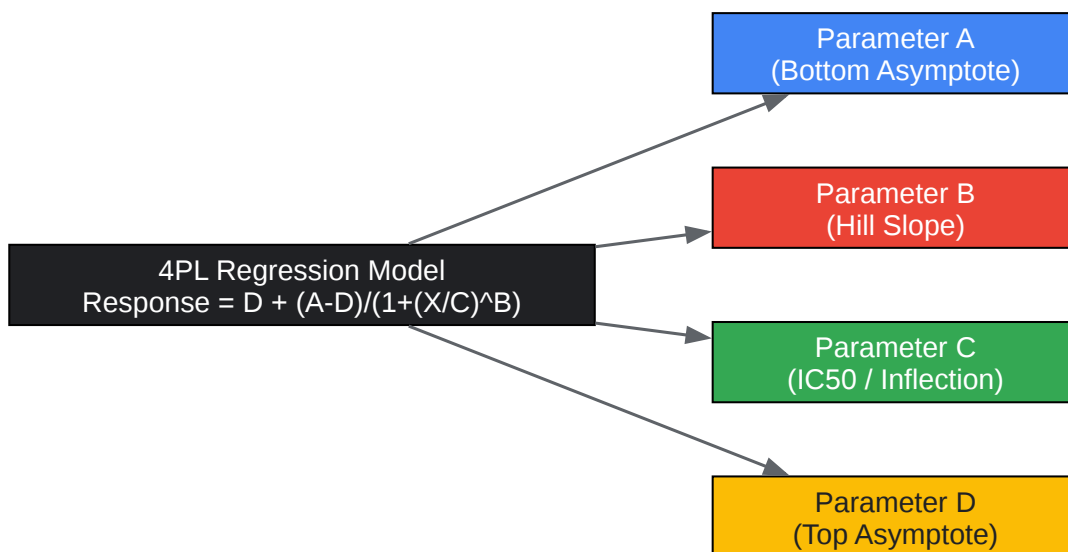 Parameter A
(Bottom Asymptote)
Parameter B
(Hill Slope)
4PL Regression Model
Response = D + (A-D)/(1+(X/C)^B)
Parameter C
(IC50 / Inflection)
Parameter D
(Top Asymptote)